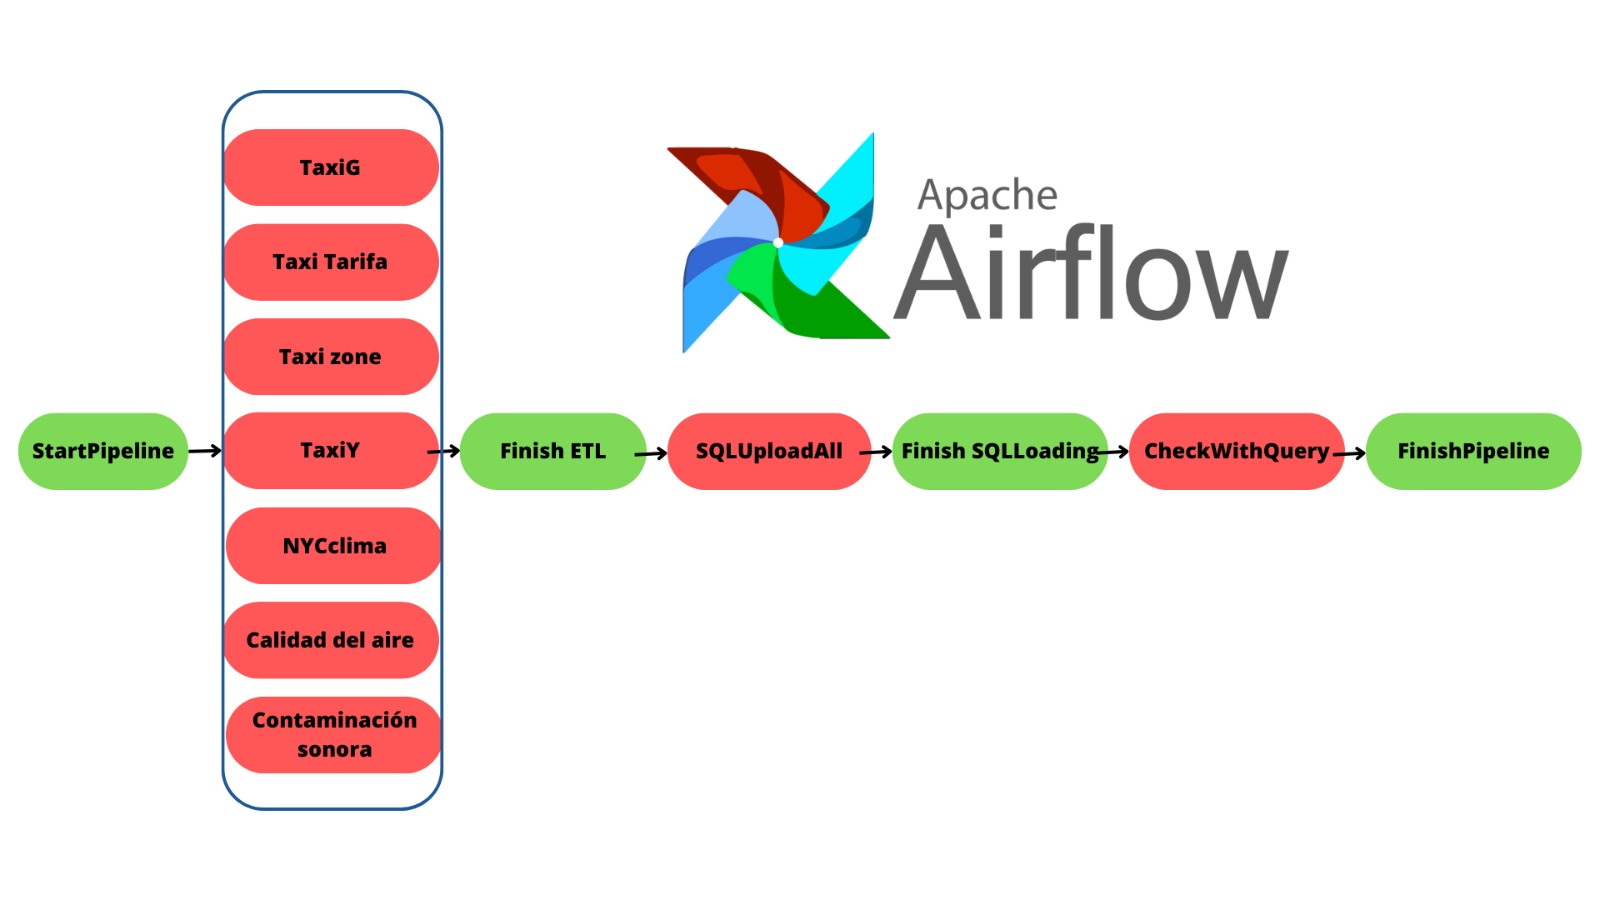 TaxiG
Taxi Tarifa
Taxi zone
TaxiY
NYCclima
Calidad del aire
Contaminación
sonora
Apache
Airflow
StartPipeline
Finish ETL
SQLUploadAll
Finish SQLLoading
CheckWithQuery
FinishPipeline